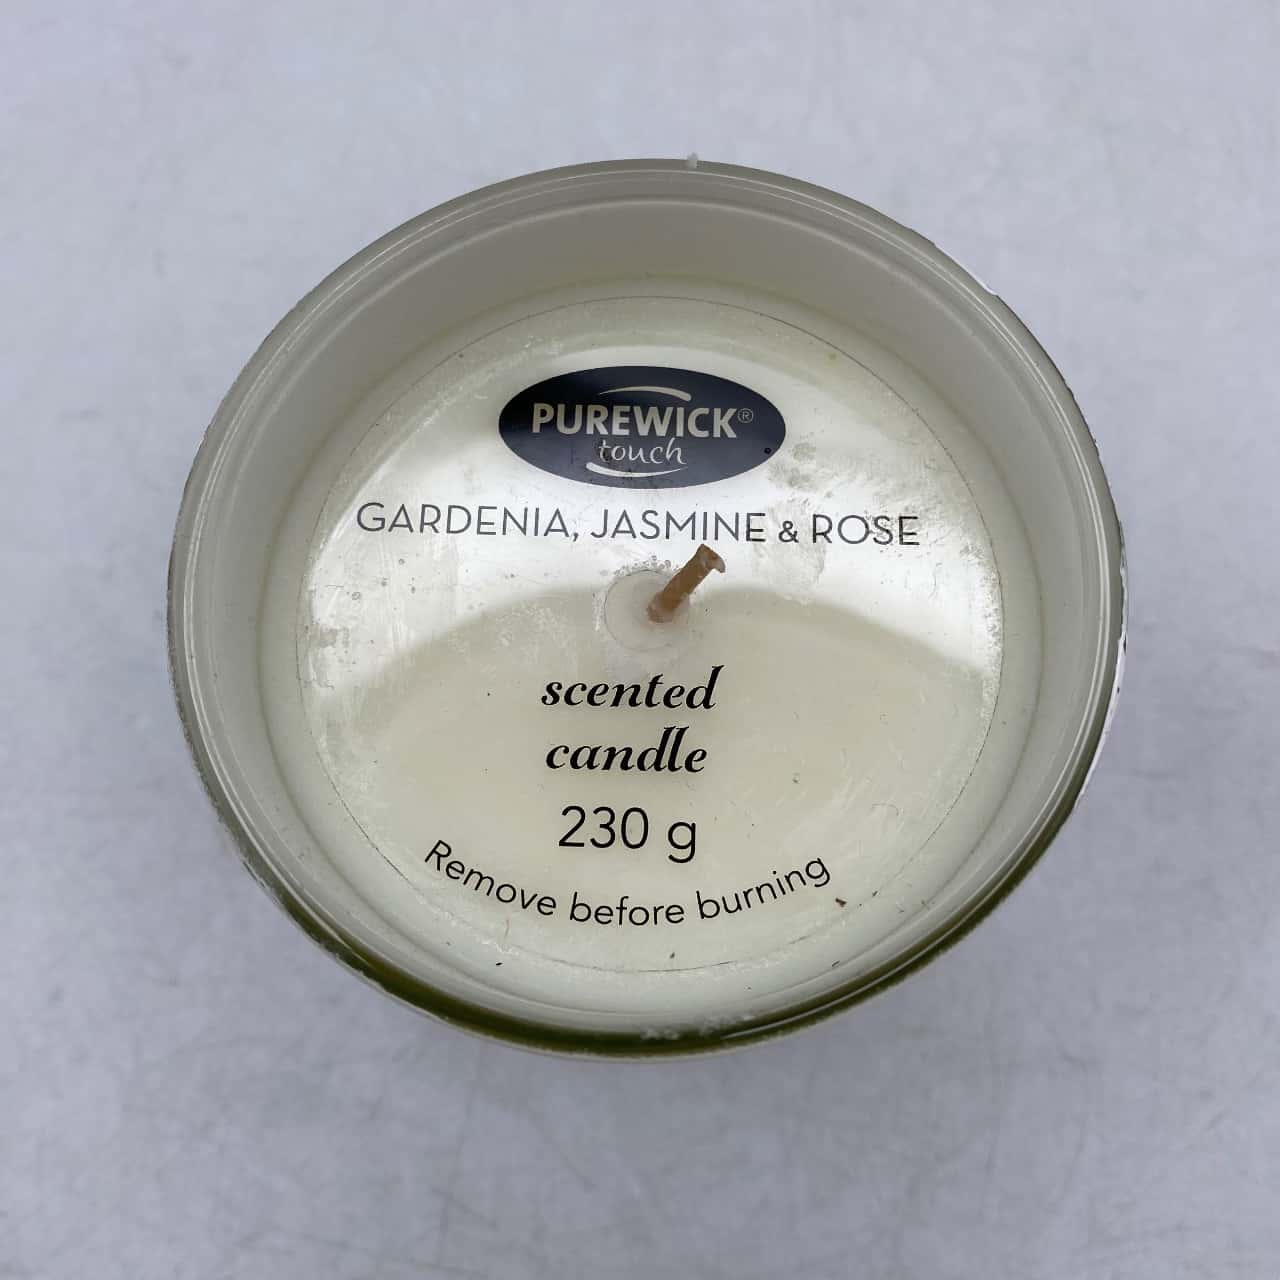 PUREWICK®
touch
GARDENIA, JASMINE & ROSE
scented
candle
230 g
Remove before burning